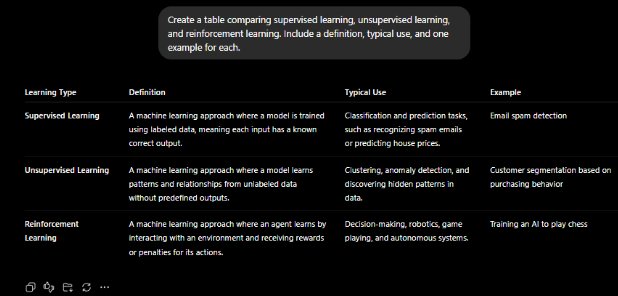 Create a table comparing supervised learning, unsupervised learning,
and reinforcement learning. Include a definition, typical use, and one
example for each.
Learning Type Definition Typical Use Example
Supervised Learning A machine learning approach where a model is trained Classification and prediction tasks, Email spam detection
using labeled data, meaning each input has a known such as recognizing spam emails
correct output. or predicting house prices.
Unsupervised Learning A machine learning approach where a model learns Clustering, anomaly detection, and Customer segmentation based on
patterns and relationships from unlabeled data discovering hidden patterns in purchasing behavior
without predefined outputs. data.
Reinforcement A machine learning approach where an agent learns by Decision-making, robotics, game Training an AI to play chess
Learning interacting with an environment and receiving rewards playing, and autonomous systems.
or penalties for its actions.